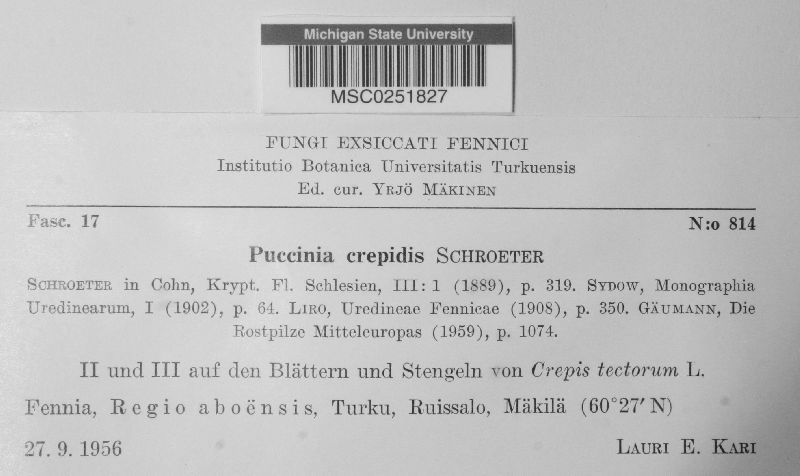 Michigan State University
MSC0251827
FUNGI EXSICCATI FENNICI
Institutio Botanica Universitatis Turkuensis
Ed. cur. YRJÖ MÄKINEN
Fasc. 17 N:o 814
Puccinia crepidis SCHROETER
SCHROETER in Cohn, Krypt. Fl. Schlesien, III: 1 (1889), p. 319. SYDOW, Monographia
Uredinearum, I (1902), p. 64. LIRO, Uredineae Fennicae (1908), p. 350. GÄUMANN, Die
Rostpilze Mitteleuropas (1959), p. 1074.
II und III auf den Blättern und Stengeln von Crepis tectorum L.
Fennia, Regio aboënsis, Turku, Ruissalo, Mäkilä (60°27′ N)
27. 9. 1956 LAURI E. KARI